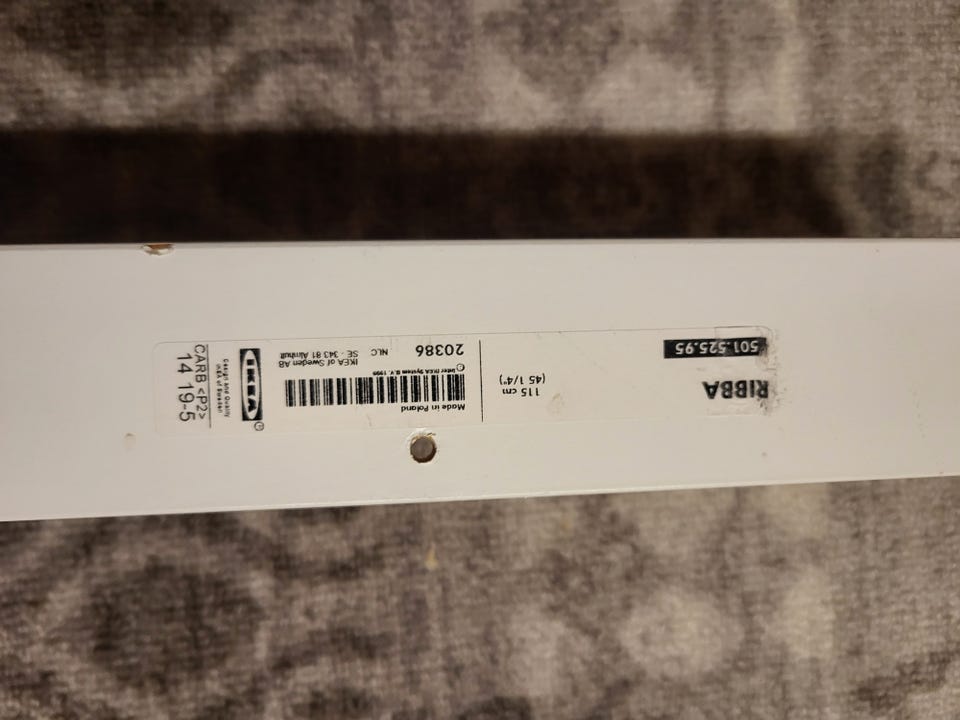 RIBBA
501.525.95
115 cm
(45 1/4")
Made in Poland
© Inter IKEA System B.V. 1999
20386
NLC
IKEA of Sweden AB
SE - 343 81 Älmhult
IKEA®
Design and Quality
IKEA of Sweden
CARB <P2>
14 19-5